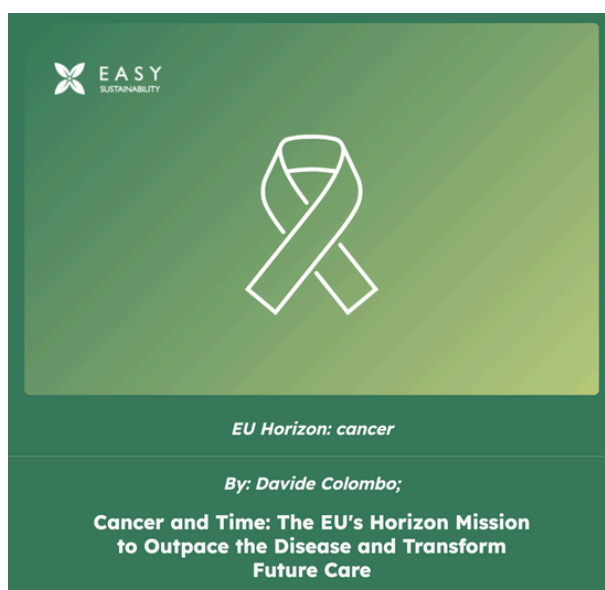 EASY
SUSTAINABILITY
EU Horizon: cancer
By: Davide Colombo;
Cancer and Time: The EU's Horizon Mission
to Outpace the Disease and Transform
Future Care